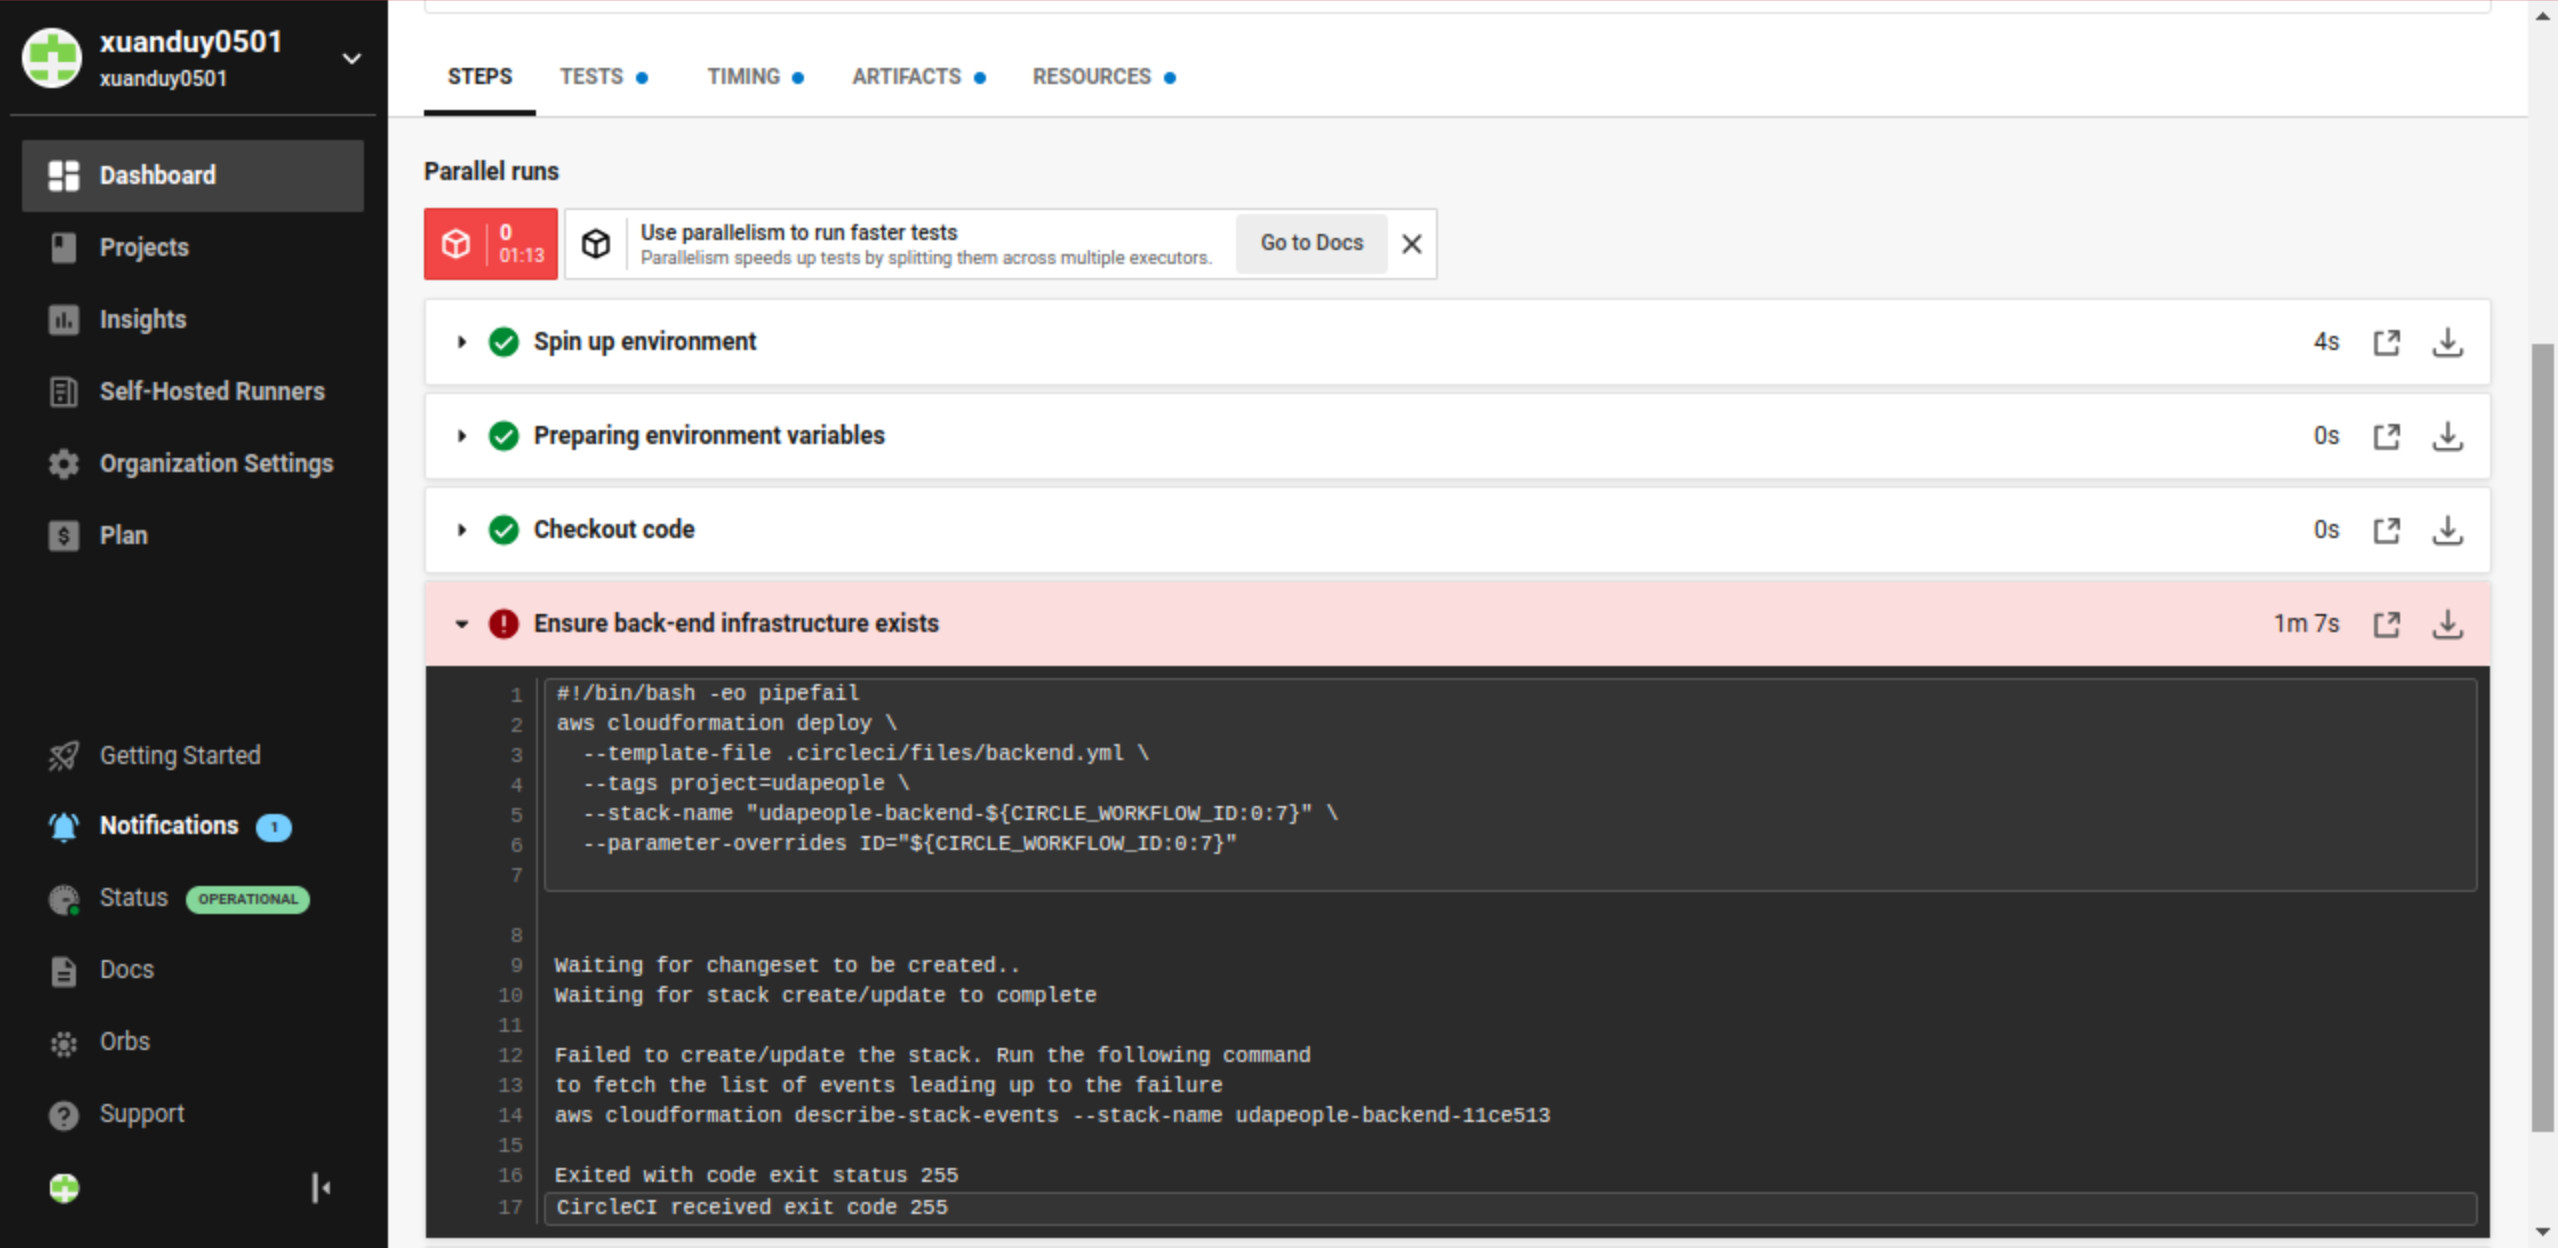 xuanduy0501
xuanduy0501
Dashboard
Projects
Insights
Self-Hosted Runners
Organization Settings
Plan
Getting Started
Notifications 1
Status OPERATIONAL
Docs
Orbs
Support
STEPS TESTS TIMING ARTIFACTS RESOURCES
Parallel runs
0
01:13
Use parallelism to run faster tests
Parallelism speeds up tests by splitting them across multiple executors.
Go to Docs
Spin up environment 4s
Preparing environment variables 0s
Checkout code 0s
Ensure back-end infrastructure exists 1m 7s
1 #!/bin/bash -eo pipefail
2 aws cloudformation deploy \
3 --template-file .circleci/files/backend.yml \
4 --tags project=udapeople \
5 --stack-name "udapeople-backend-${CIRCLE_WORKFLOW_ID:0:7}" \
6 --parameter-overrides ID="${CIRCLE_WORKFLOW_ID:0:7}"
7
8
9 Waiting for changeset to be created..
10 Waiting for stack create/update to complete
11
12 Failed to create/update the stack. Run the following command
13 to fetch the list of events leading up to the failure
14 aws cloudformation describe-stack-events --stack-name udapeople-backend-11ce513
15
16 Exited with code exit status 255
17 CircleCI received exit code 255